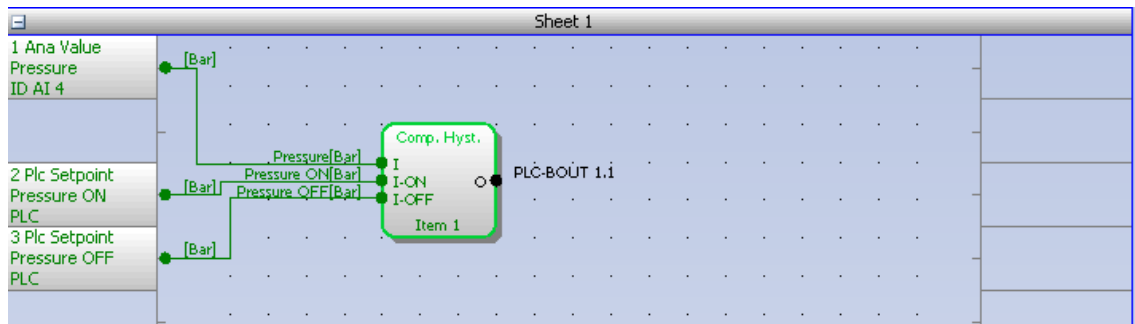 Sheet 1
1 Ana Value
Pressure
ID AI 4
[Bar]
2 Plc Setpoint
Pressure ON
PLC
[Bar]
3 Plc Setpoint
Pressure OFF
PLC
[Bar]
Pressure[Bar]
Pressure ON[Bar]
Pressure OFF[Bar]
Comp. Hyst.
I
I-ON
O
I-OFF
Item 1
PLC-BOUT 1.1